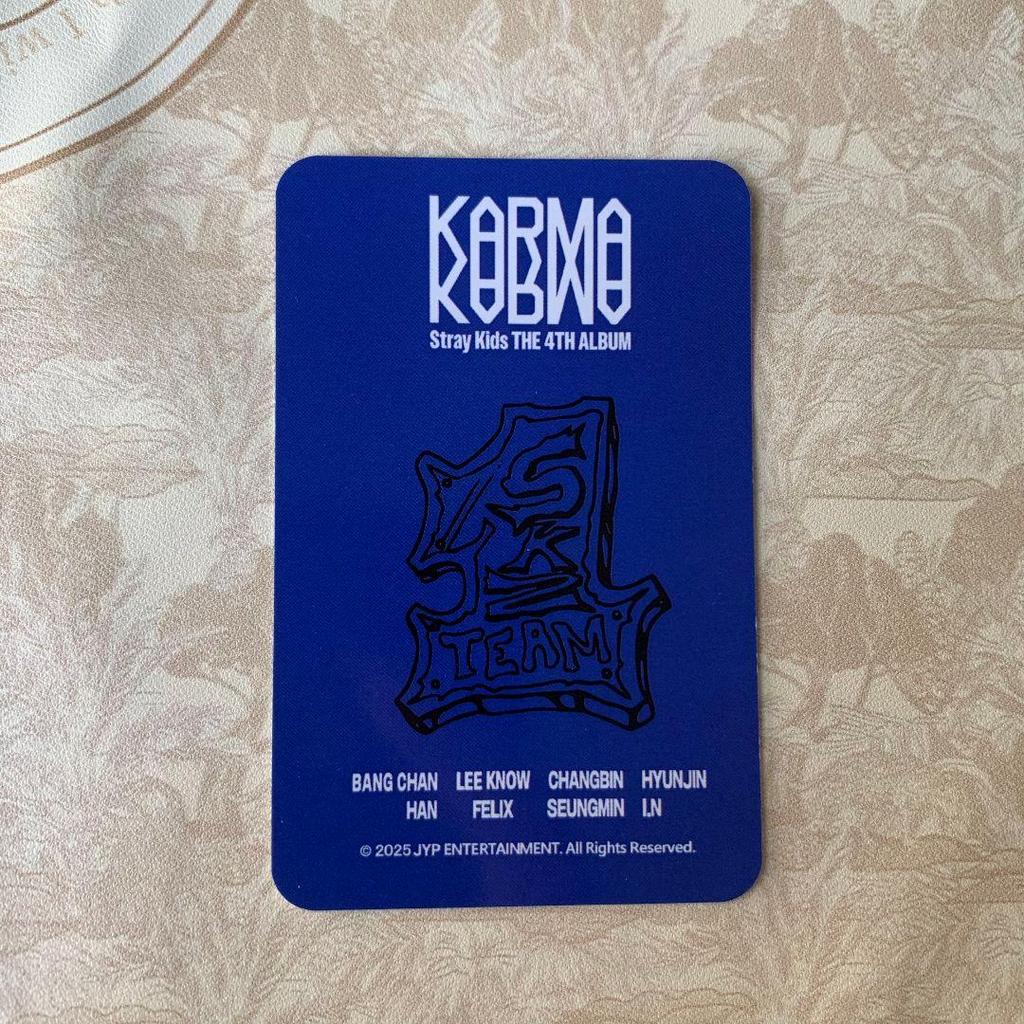 KARMA
Stray Kids THE 4TH ALBUM
SKZ
TEAM
BANG CHAN LEE KNOW CHANGBIN HYUNJIN
HAN FELIX SEUNGMIN I.N
© 2025 JYP ENTERTAINMENT. All Rights Reserved.